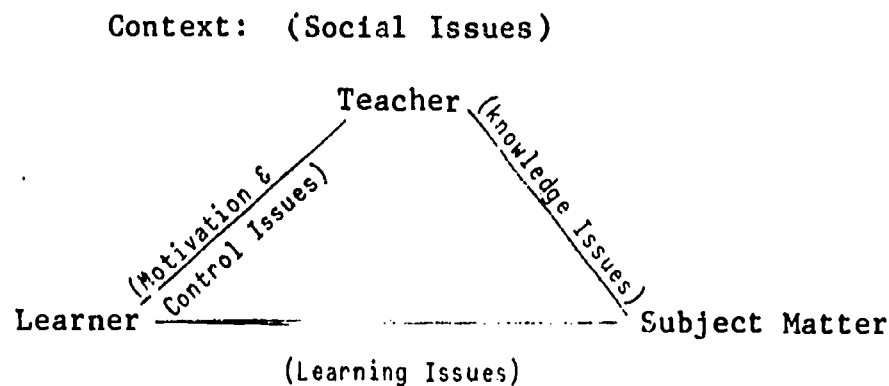 Context: (Social Issues)
Teacher
(knowledge Issues)
(Motivation &
Control Issues)
Learner
Subject Matter
(Learning Issues)